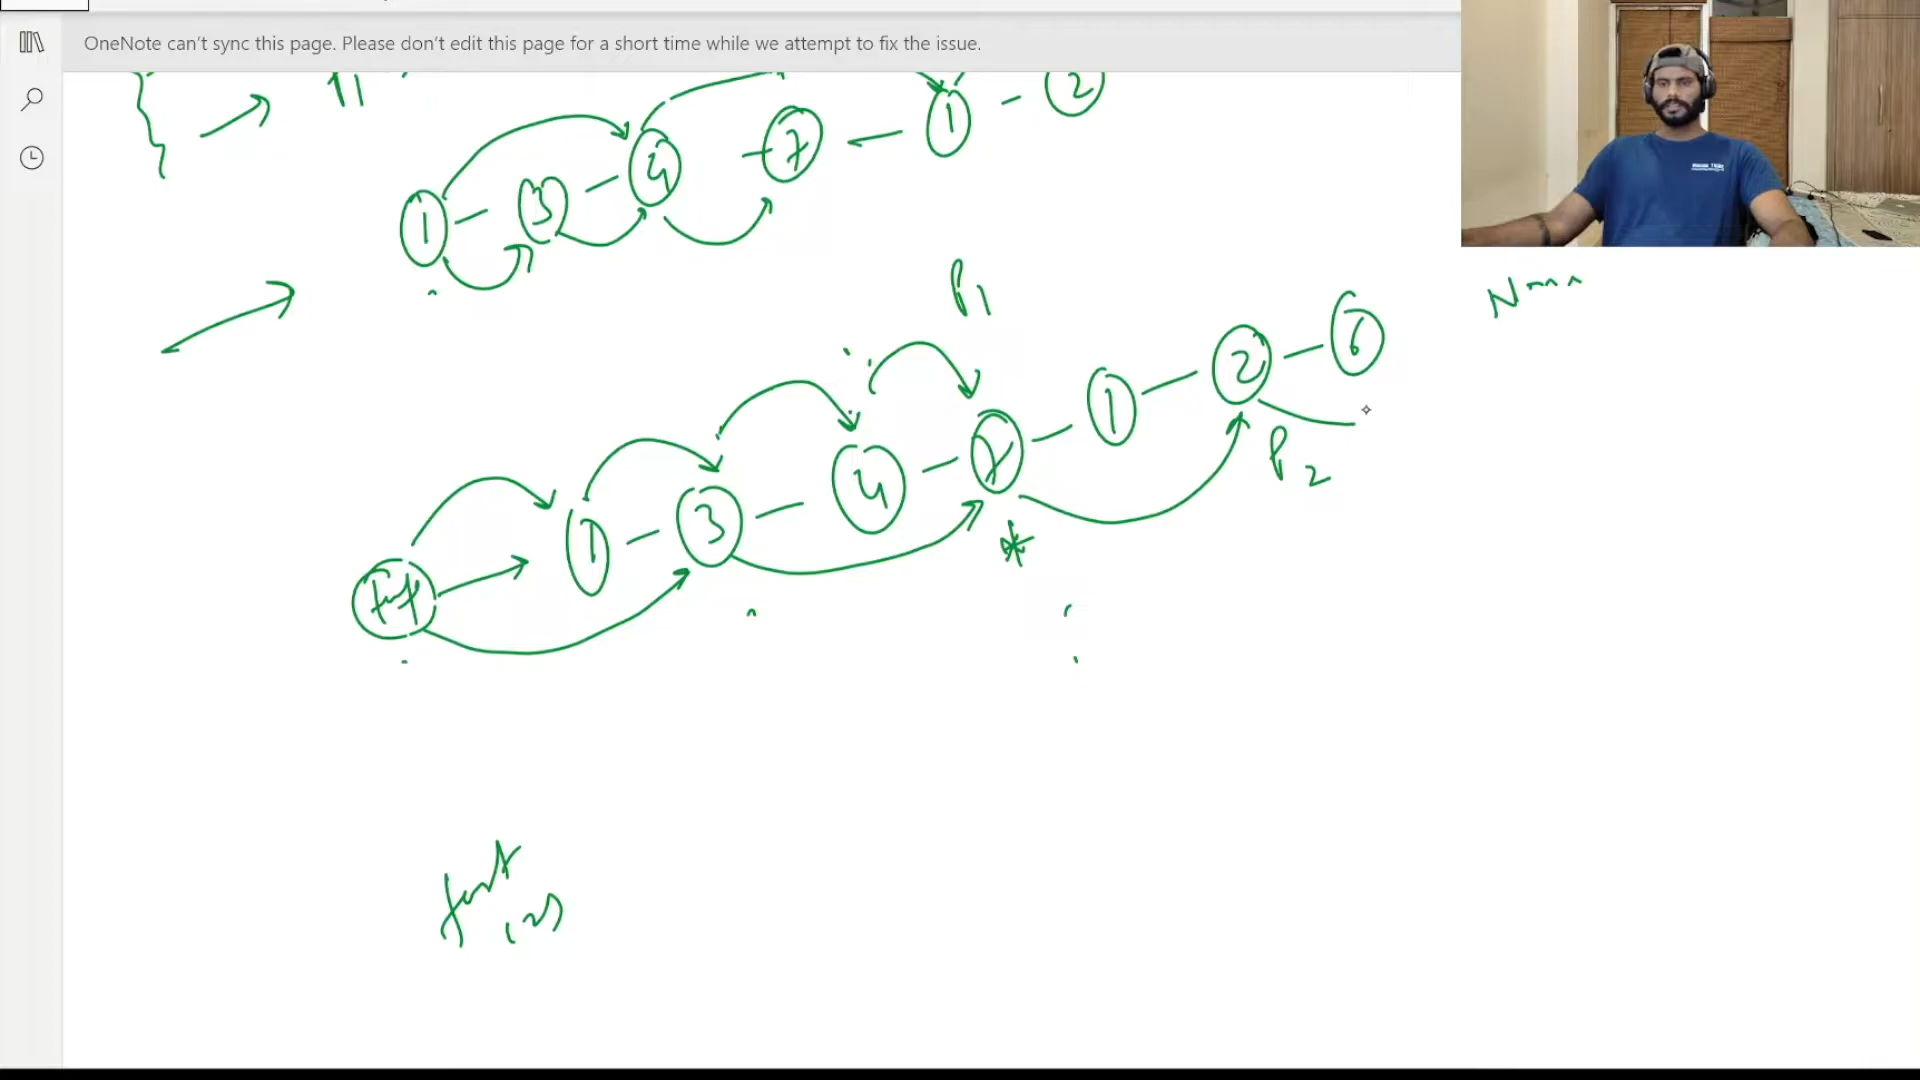 OneNote can't sync this page. Please don't edit this page for a short time while we attempt to fix the issue.
P1
1 - 3 - 4 - 7 - 1 - 2
P1
1 - 3 - 4 - 7 - 1 - 2 - 6
P2
*